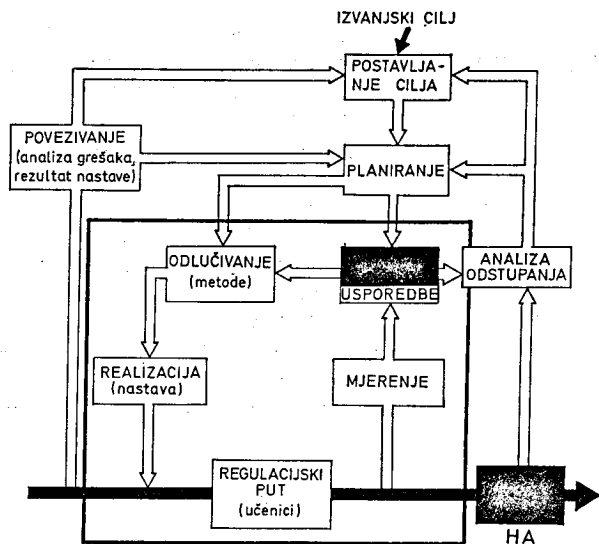 IZVANJSKI CILJ
POSTAVLJA-
NJE CILJA
POVEZIVANJE
(analiza grešaka,
rezultat nastave)
PLANIRANJE
ODLUČIVANJE
(metode)
USPOREDBE
ANALIZA
ODSTUPANJA
REALIZACIJA
(nastava)
MJERENJE
REGULACIJSKI
PUT
(učenici)
HA